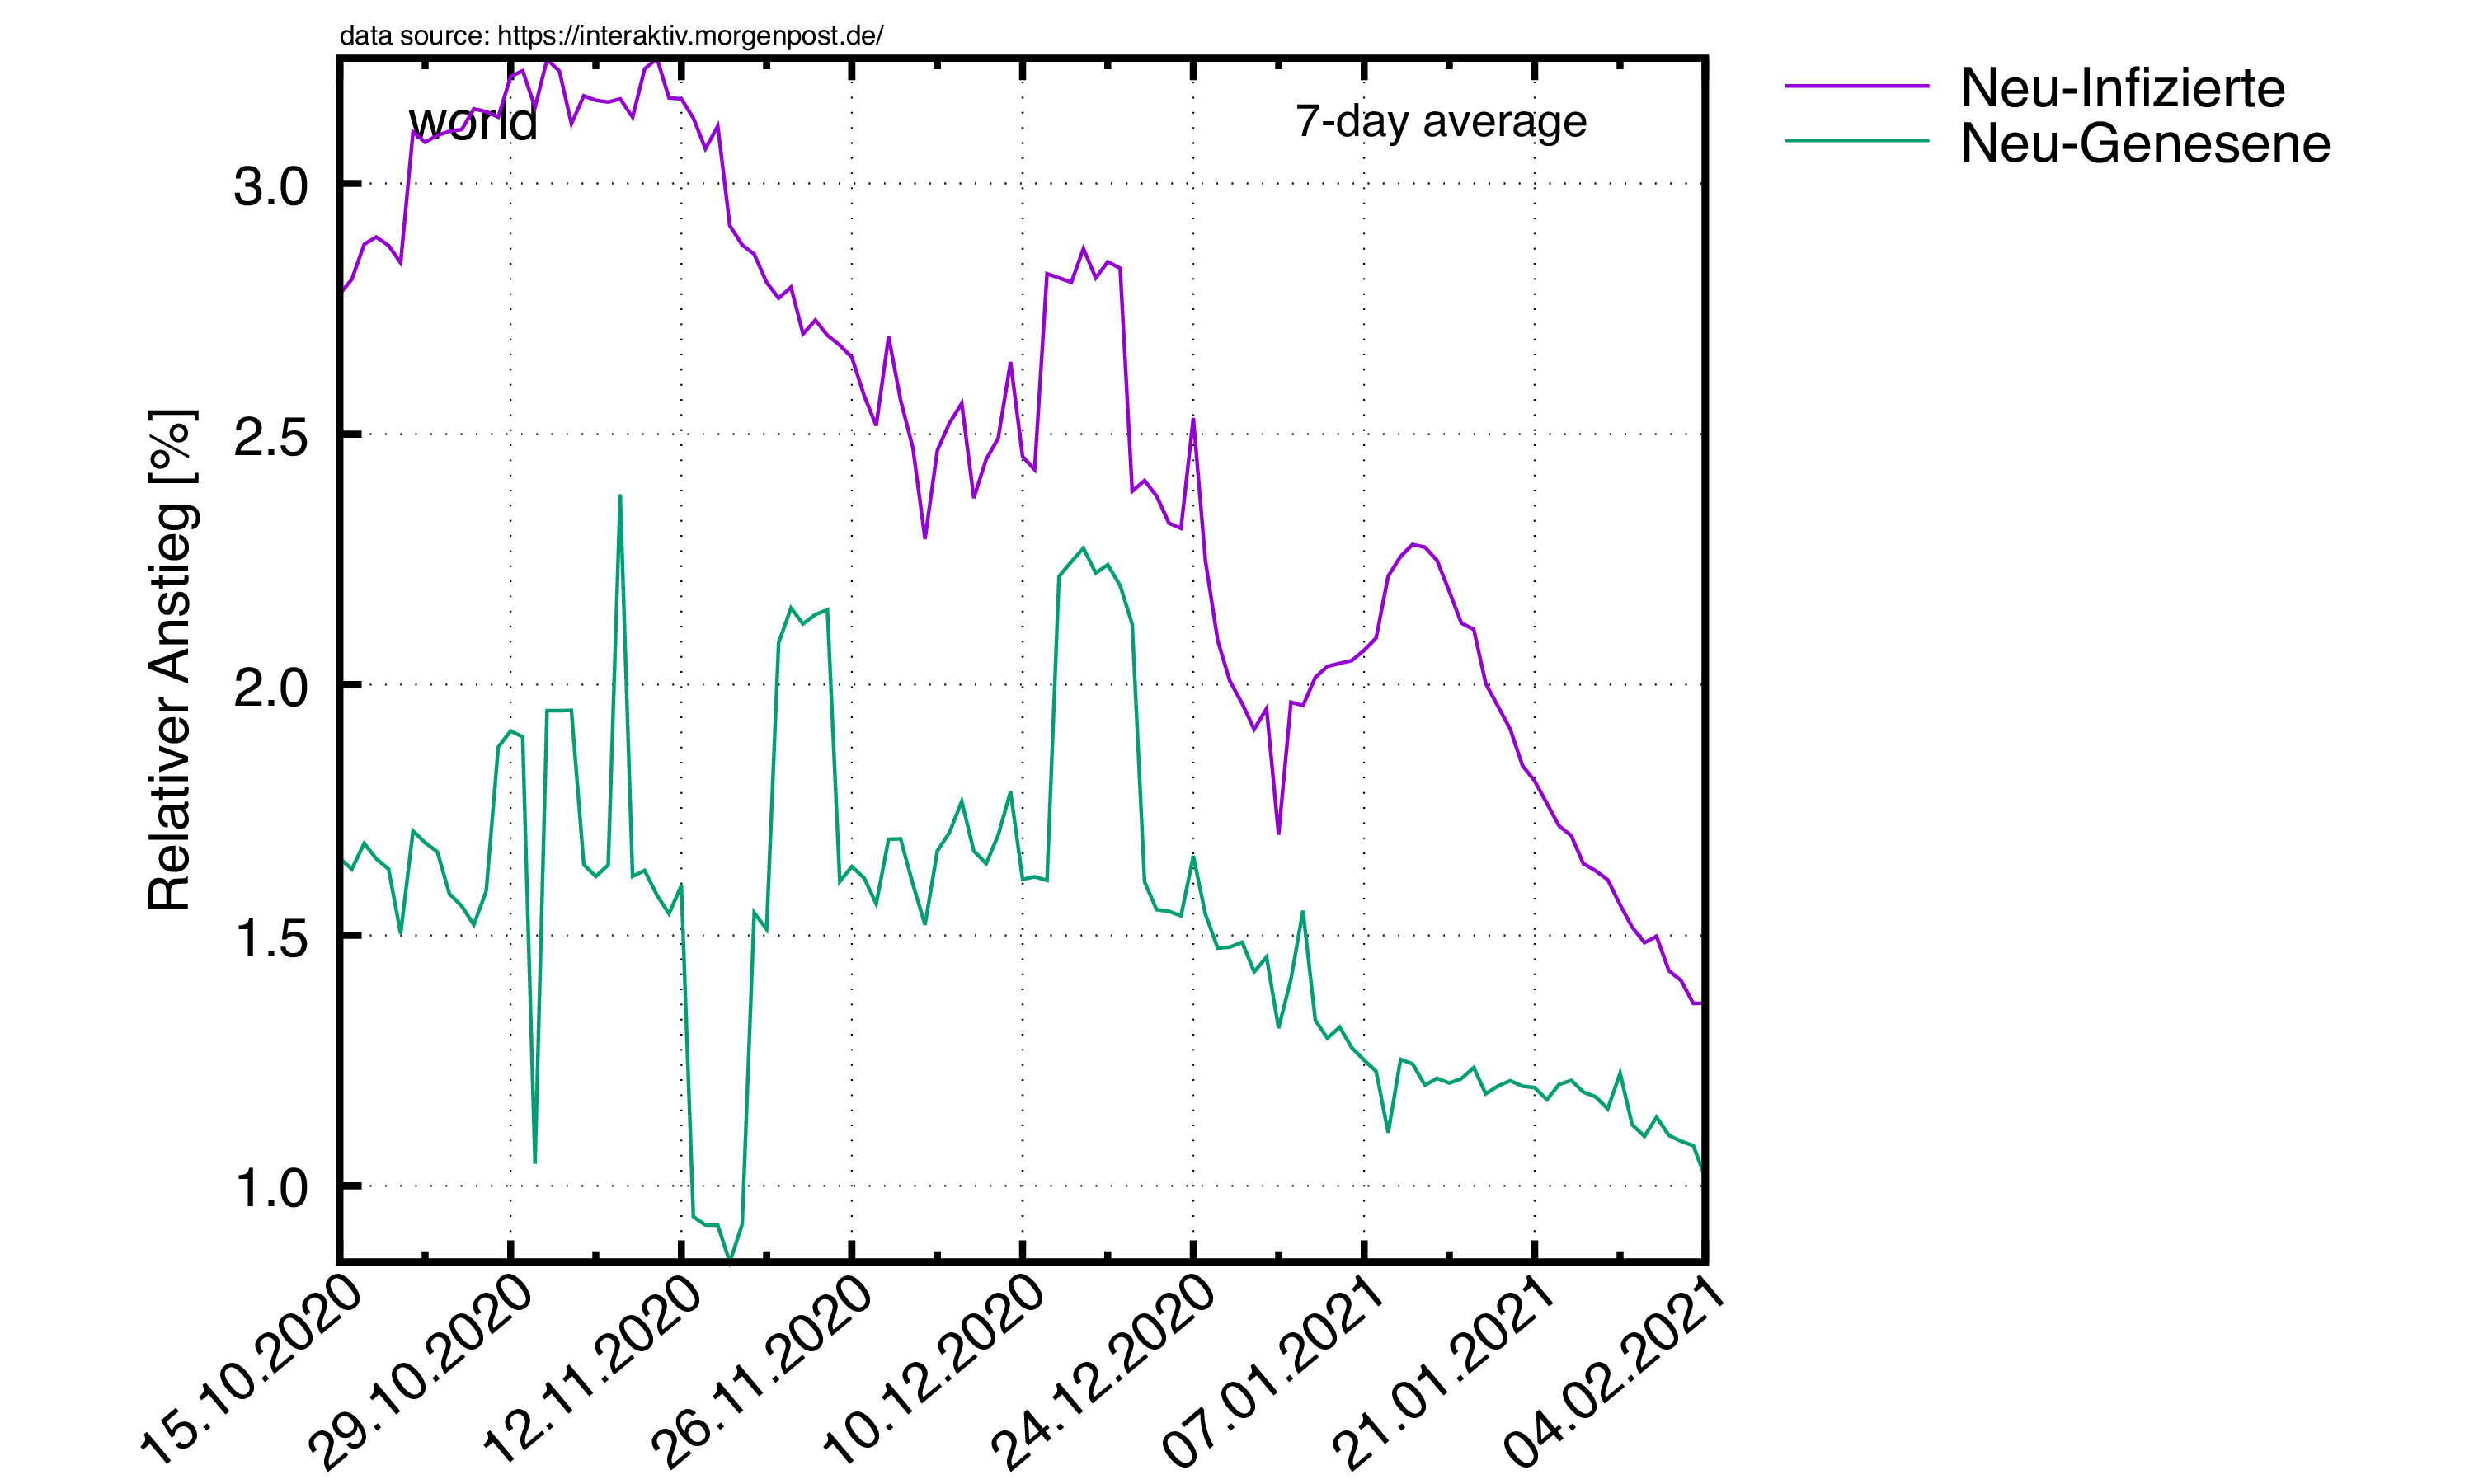 data source: https://interaktiv.morgenpost.de/
world
7-day average
Neu-Infizierte
Neu-Genesene
Relativer Anstieg [%]
3.0
2.5
2.0
1.5
1.0
15.10.2020
29.10.2020
12.11.2020
26.11.2020
10.12.2020
24.12.2020
07.01.2021
21.01.2021
04.02.2021